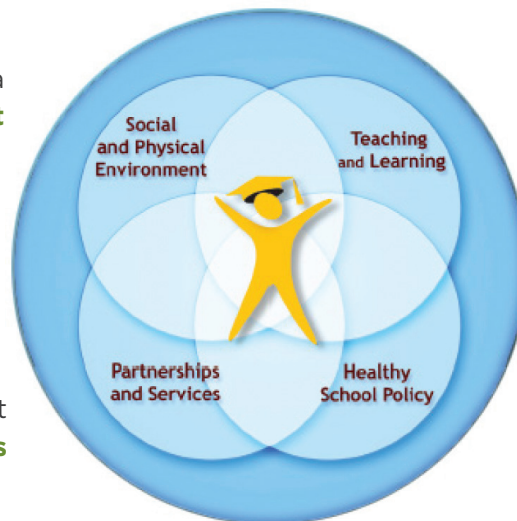 a
t
Social
and Physical
Environment
Teaching
and Learning
Partnerships
and Services
Healthy
School Policy
t
s